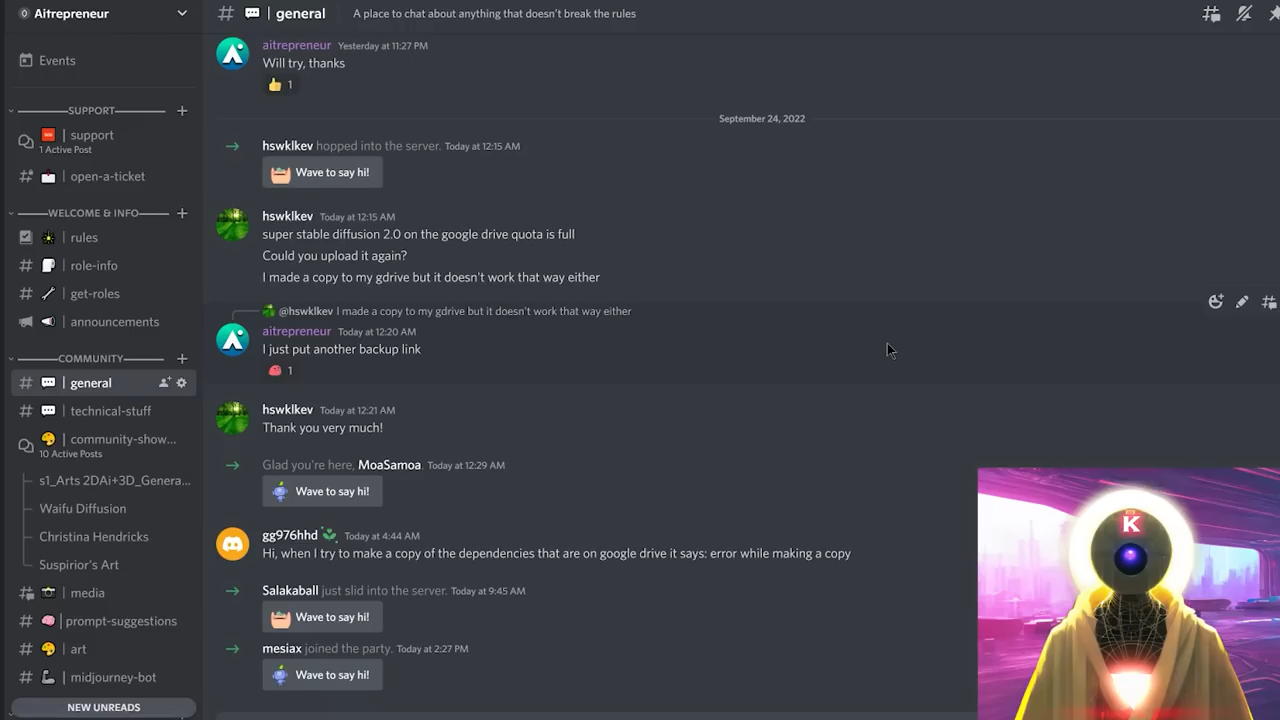 Aitrepreneur
Events
SUPPORT
| support
1 Active Post
| open-a-ticket
WELCOME & INFO
| rules
| role-info
| get-roles
| announcements
COMMUNITY
| general
| technical-stuff
| community-show...
10 Active Posts
s1_Arts 2DAi+3D_Genera...
Waifu Diffusion
Christina Hendricks
Suspirior's Art
| media
| prompt-suggestions
| art
| midjourney-bot
NEW UNREADS
| general A place to chat about anything that doesn't break the rules
aitrepreneur Yesterday at 11:27 PM
Will try, thanks
1
September 24, 2022
hswklkev hopped into the server. Today at 12:15 AM
Wave to say hi!
hswklkev Today at 12:15 AM
super stable diffusion 2.0 on the google drive quota is full
Could you upload it again?
I made a copy to my gdrive but it doesn't work that way either
@hswklkev I made a copy to my gdrive but it doesn't work that way either
aitrepreneur Today at 12:20 AM
I just put another backup link
1
hswklkev Today at 12:21 AM
Thank you very much!
Glad you're here, MoaSamoa. Today at 12:29 AM
Wave to say hi!
gg976hhd Today at 4:44 AM
Hi, when I try to make a copy of the dependencies that are on google drive it says: error while making a copy
Salakaball just slid into the server. Today at 9:45 AM
Wave to say hi!
mesiax joined the party. Today at 2:27 PM
Wave to say hi!
K